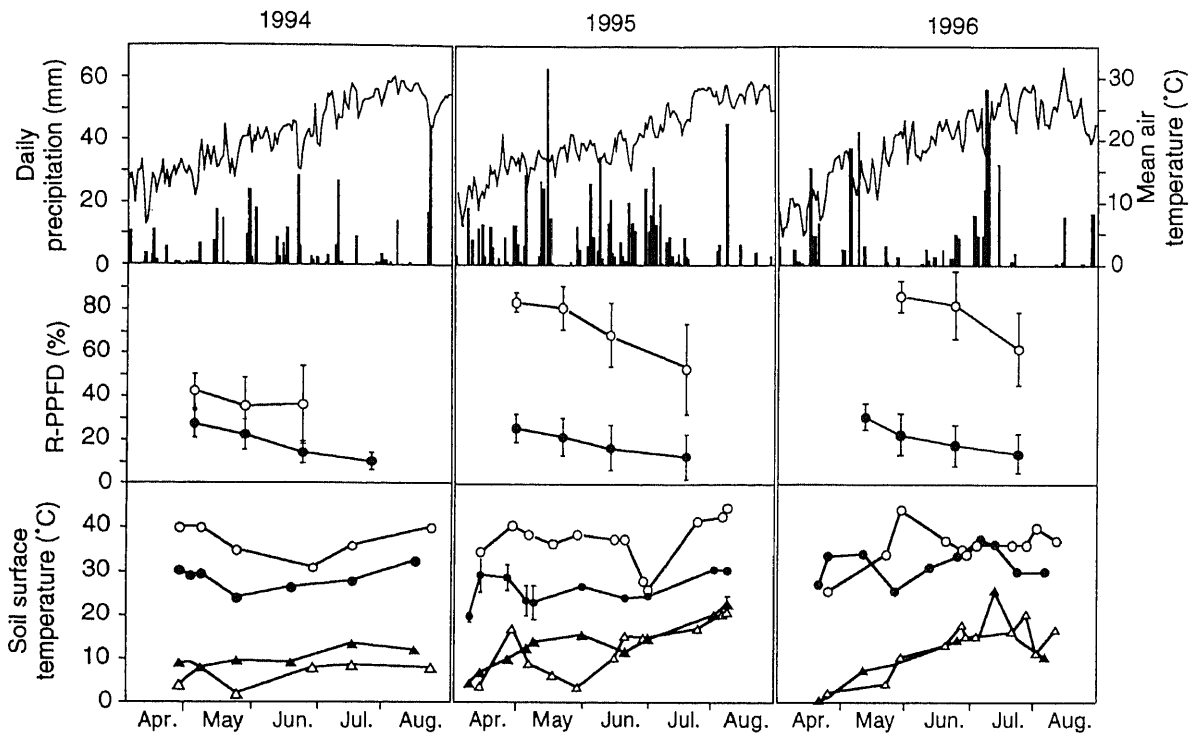 1994 1995 1996
Daily
precipitation (mm)
60
40
20
0
30
20
10
0
Mean air
temperature (˚C)
R-PPFD (%)
80
60
40
20
0
Soil surface
temperature (˚C)
40
30
20
10
0
Apr. May Jun. Jul. Aug. Apr. May Jun. Jul. Aug. Apr. May Jun. Jul. Aug.